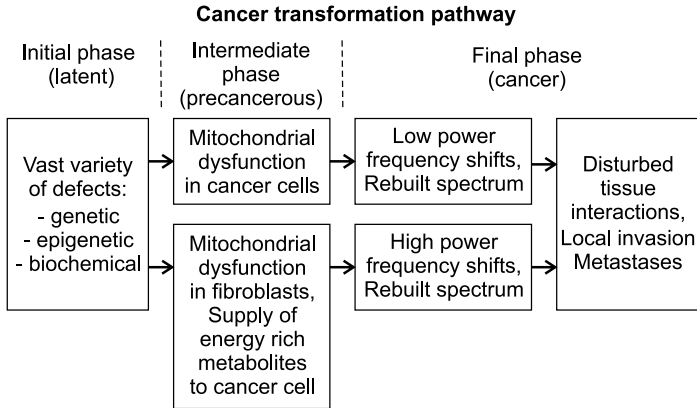 Cancer transformation pathway
Initial phase
(latent)
Intermediate
phase
(precancerous)
Final phase
(cancer)
Vast variety
of defects:
- genetic
- epigenetic
- biochemical
Mitochondrial
dysfunction
in cancer cells
Low power
frequency shifts,
Rebuilt spectrum
Mitochondrial
dysfunction
in fibroblasts,
Supply of
energy rich
metabolites
to cancer cell
High power
frequency shifts,
Rebuilt spectrum
Disturbed
tissue
interactions,
Local invasion
Metastases